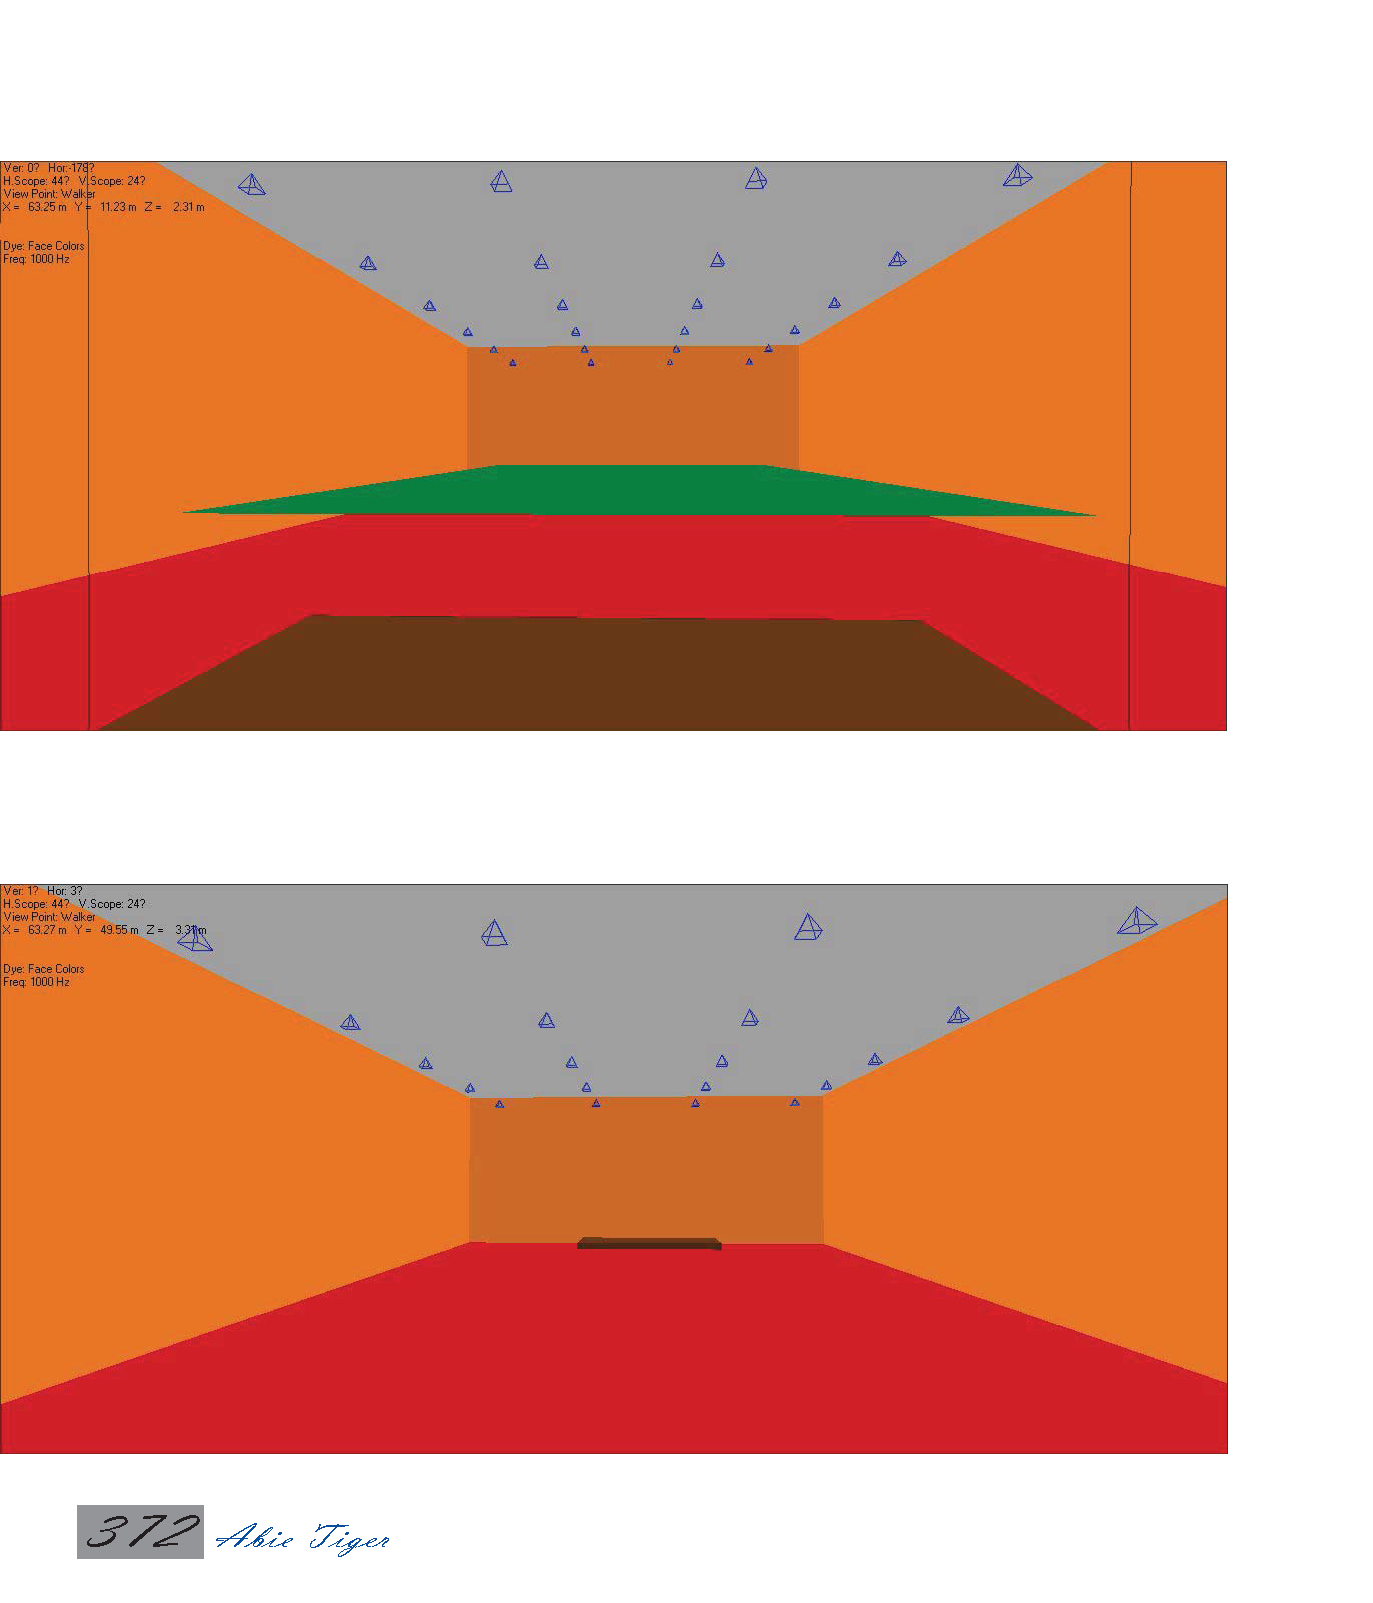 Ver: 0? Hor:-178?
H.Scope: 44? V.Scope: 24?
View Point: Walker
X = 63.25 m Y = 11.23 m Z = 2.31 m
Dye: Face Colors
Freq: 1000 Hz
Ver: 1? Hor: 3?
H.Scope: 44? V.Scope: 24?
View Point: Walker
X = 63.27 m Y = 49.55 m Z = 3.31 m
Dye: Face Colors
Freq: 1000 Hz
372 Abie Tiger